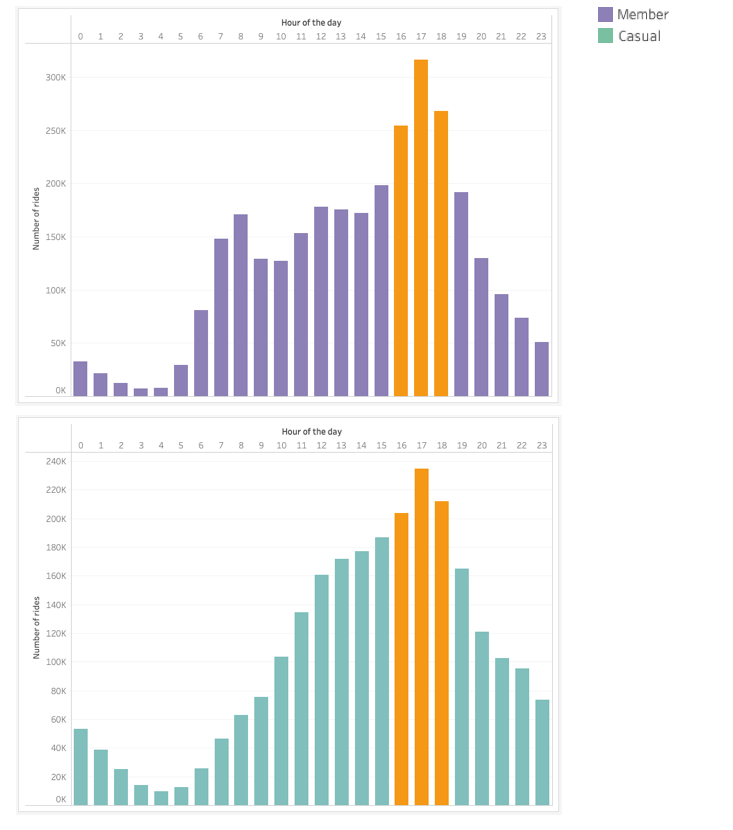 Member
Casual
Hour of the day
0 1 2 3 4 5 6 7 8 9 10 11 12 13 14 15 16 17 18 19 20 21 22 23
300K
250K
200K
150K
100K
50K
0K
Number of rides
Hour of the day
0 1 2 3 4 5 6 7 8 9 10 11 12 13 14 15 16 17 18 19 20 21 22 23
240K
220K
200K
180K
160K
140K
120K
100K
80K
60K
40K
20K
0K
Number of rides